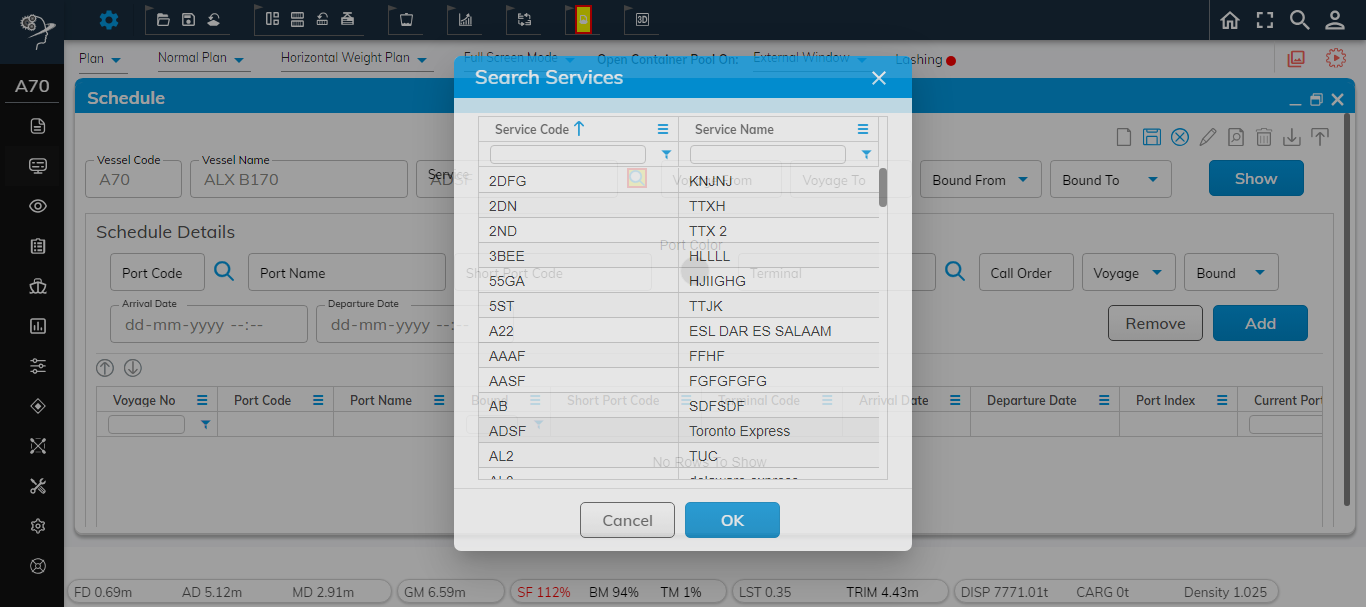 3D
A70
Plan
Normal Plan
Horizontal Weight Plan
Full Screen Mode
Open Container Pool On:
External Window
Lashing
Schedule
Vessel Code
A70
Vessel Name
ALX B170
Service
ADSF
Voyage From
Voyage To
Bound From
Bound To
Show
Schedule Details
Port Color
Port Code
Port Name
Short Port Code
Terminal
Call Order
Voyage
Bound
Arrival Date
dd-mm-yyyy --:--
Departure Date
dd-mm-yyyy --:--
Remove
Add
Voyage No
Port Code
Port Name
Bound
Short Port Code
Terminal Code
Arrival Date
Departure Date
Port Index
Current Port
No Rows To Show
Search Services
Service Code
Service Name
2DFG KNJNJ
2DN TTXH
2ND TTX 2
3BEE HLLLL
55GA HJIIGHG
5ST TTJK
A22 ESL DAR ES SALAAM
AAAF FFHF
AASF FGFGFGFG
AB SDFSDF
ADSF Toronto Express
AL2 TUC
Cancel
OK
FD 0.69m
AD 5.12m
MD 2.91m
GM 6.59m
SF 112%
BM 94%
TM 1%
LST 0.35
TRIM 4.43m
DISP 7771.01t
CARG 0t
Density 1.025